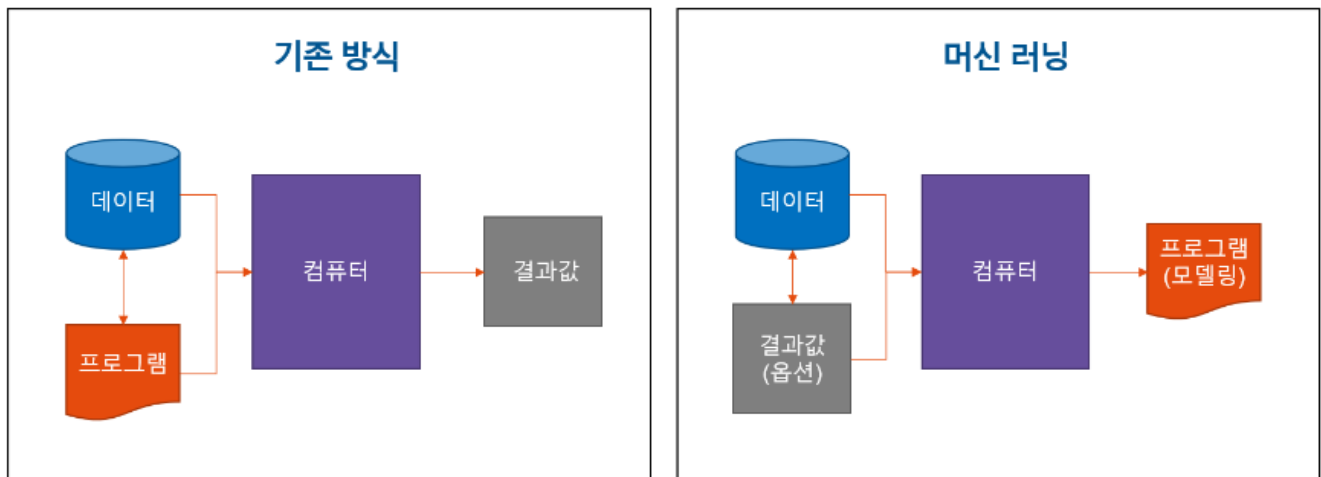 기존 방식
데이터
프로그램
컴퓨터
결과값
머신 러닝
데이터
결과값
(옵션)
컴퓨터
프로그램
(모델링)